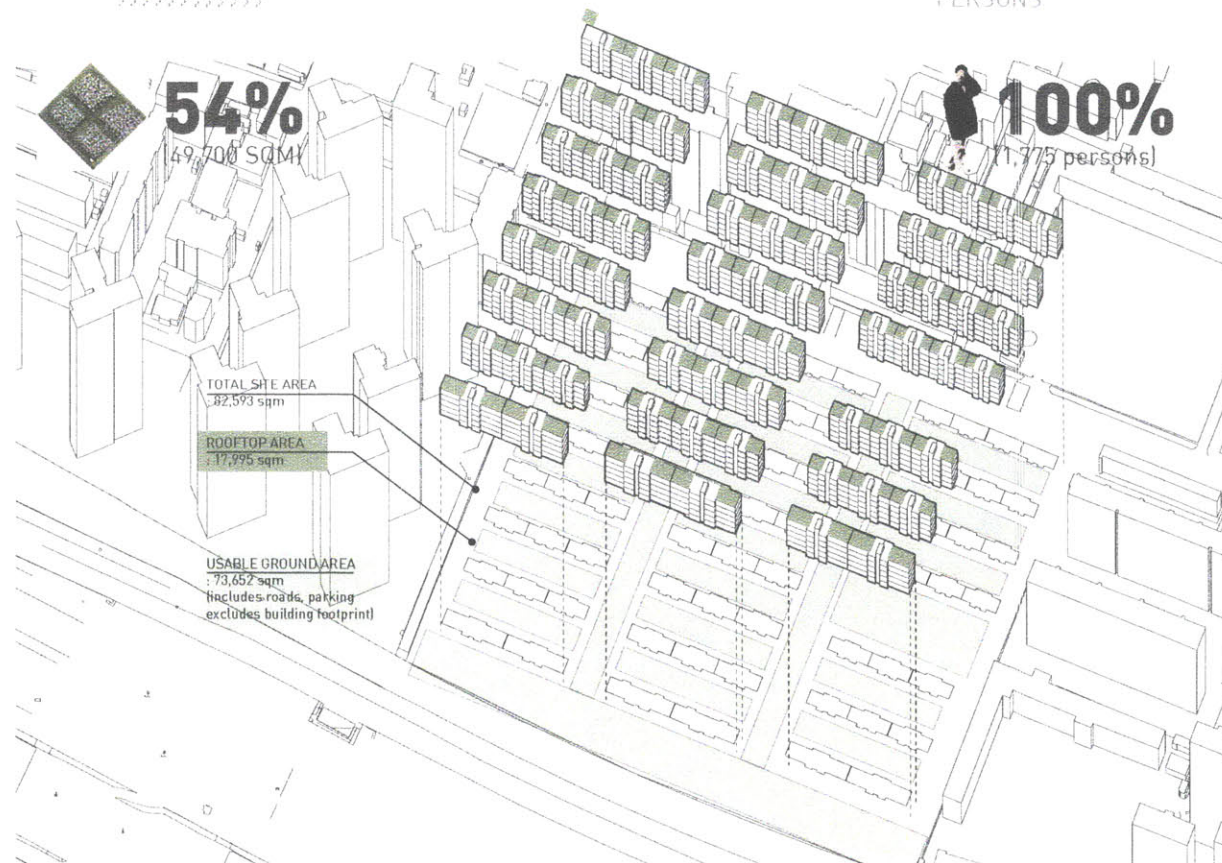 PERSONS
54%
(49,700 SQM)
100%
(1,775 persons)
TOTAL SITE AREA
: 82,593 sqm
ROOFTOP AREA
: 17,995 sqm
USABLE GROUND AREA
: 73,652 sqm
(includes roads, parking
excludes building footprint)